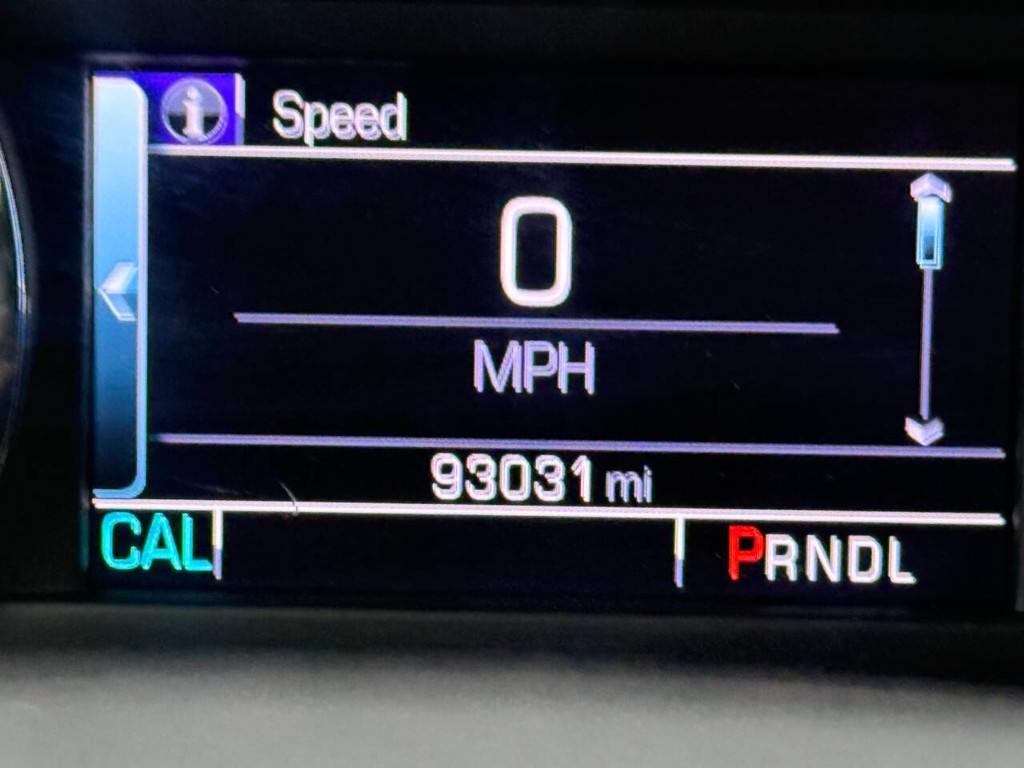 i Speed
0
MPH
93031 mi
CAL PRNDL